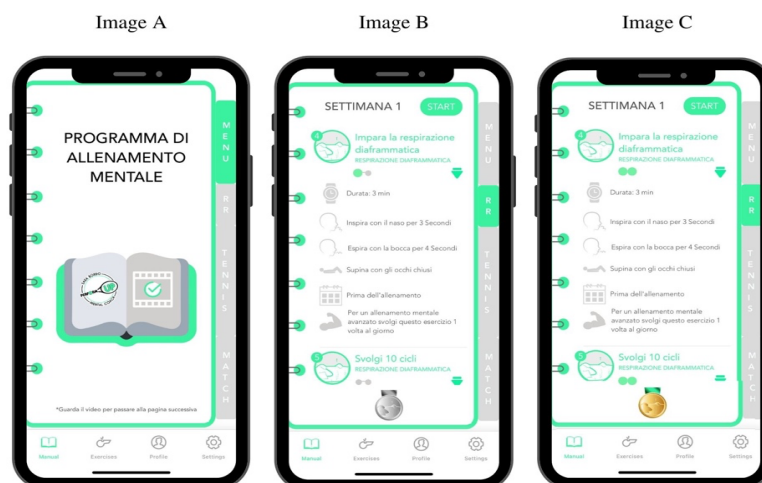 Image A
Image B
Image C
PROGRAMMA DI
ALLENAMENTO
MENTALE
*Guarda il video per passare alla pagina successiva
MENU
RR
TENNIS
MATCH
Manual
Exercises
Profile
Settings
SETTIMANA 1
START
4
Impara la respirazione
diaframmatica
RESPIRAZIONE DIAFRAMMATICA
Durata: 3 min
Inspira con il naso per 3 Secondi
Espira con la bocca per 4 Secondi
Supina con gli occhi chiusi
Prima dell'allenamento
Per un allenamento mentale
avanzato svolgi questo esercizio 1
volta al giorno
5
Svolgi 10 cicli
RESPIRAZIONE DIAFRAMMATICA
MENU
RR
TENNIS
MATCH
Manual
Exercises
Profile
Settings
SETTIMANA 1
START
4
Impara la respirazione
diaframmatica
RESPIRAZIONE DIAFRAMMATICA
Durata: 3 min
Inspira con il naso per 3 Secondi
Espira con la bocca per 4 Secondi
Supina con gli occhi chiusi
Prima dell'allenamento
Per un allenamento mentale
avanzato svolgi questo esercizio 1
volta al giorno
5
Svolgi 10 cicli
RESPIRAZIONE DIAFRAMMATICA
MENU
RR
TENNIS
MATCH
Manual
Exercises
Profile
Settings